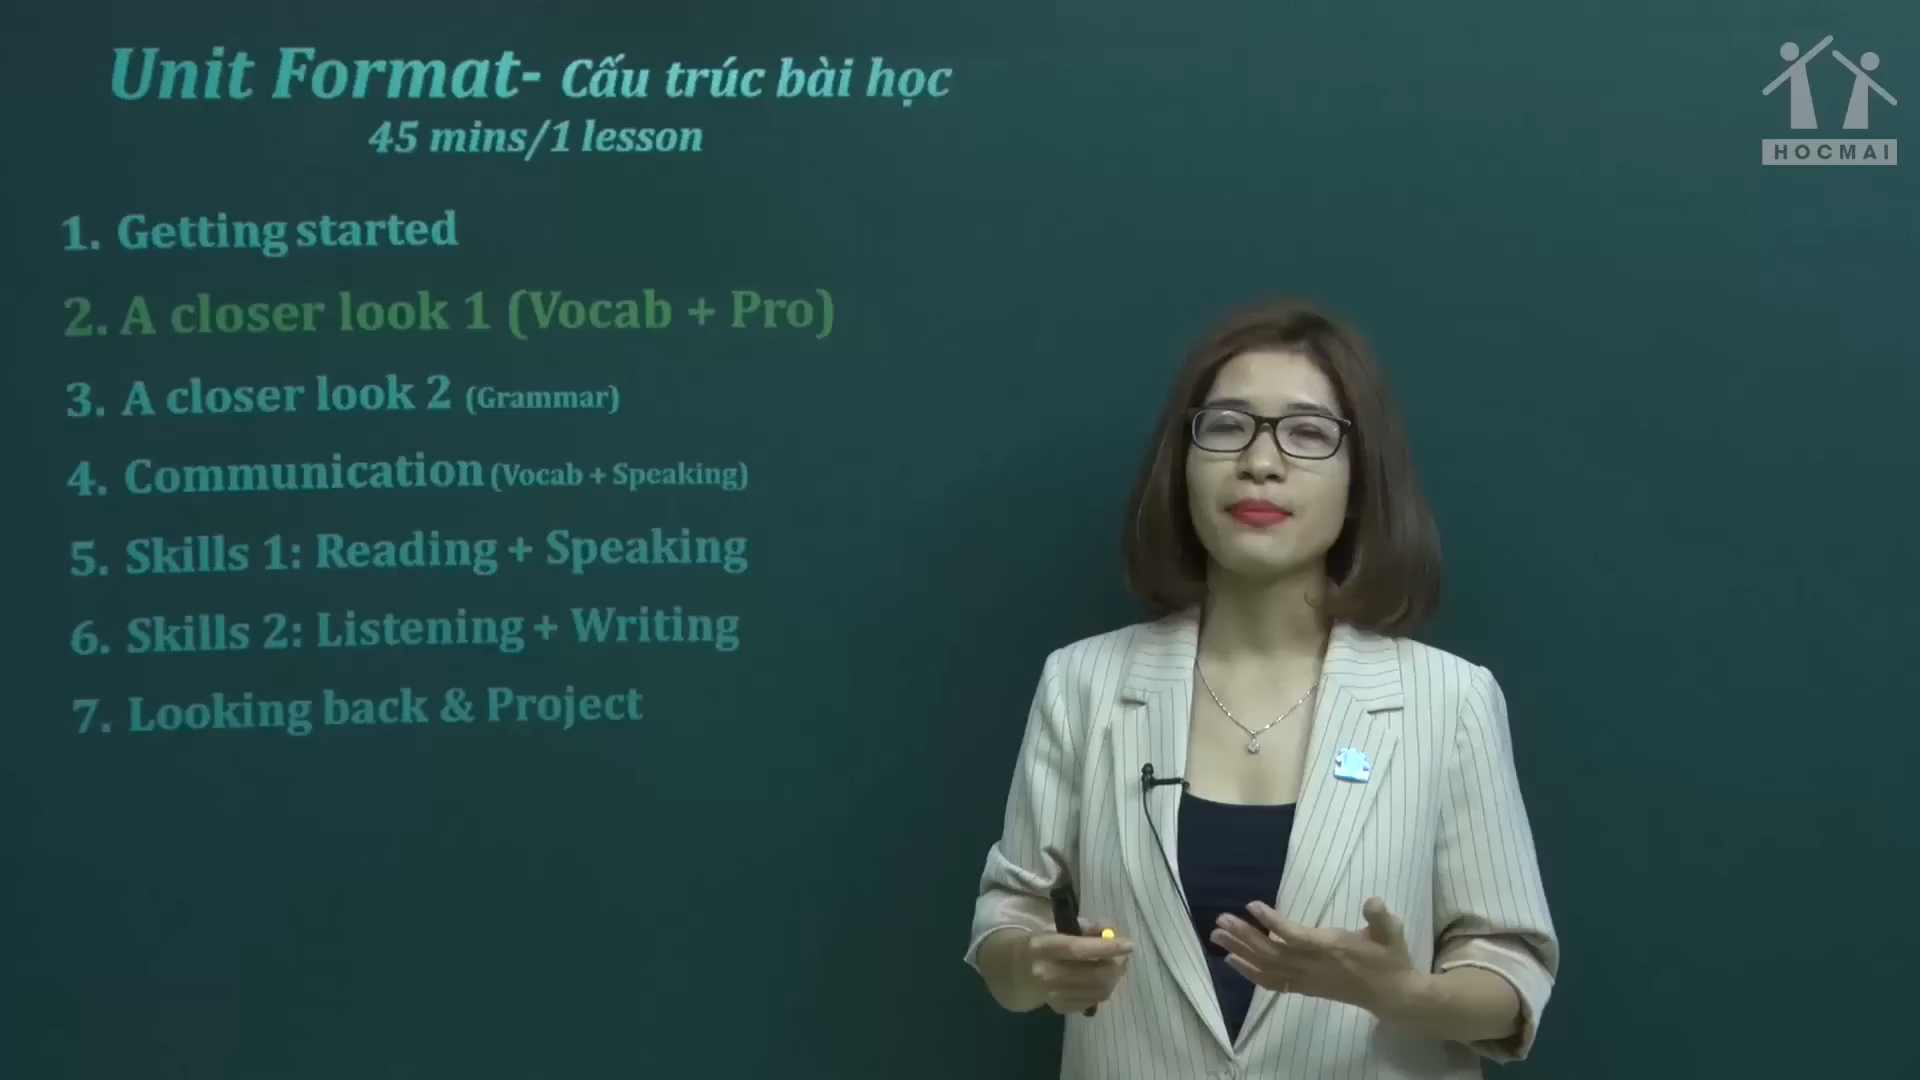 Unit Format- Cấu trúc bài học
45 mins/1 lesson
HOCMAI
1. Getting started
2. A closer look 1 (Vocab + Pro)
3. A closer look 2 (Grammar)
4. Communication (Vocab + Speaking)
5. Skills 1: Reading + Speaking
6. Skills 2: Listening + Writing
7. Looking back & Project